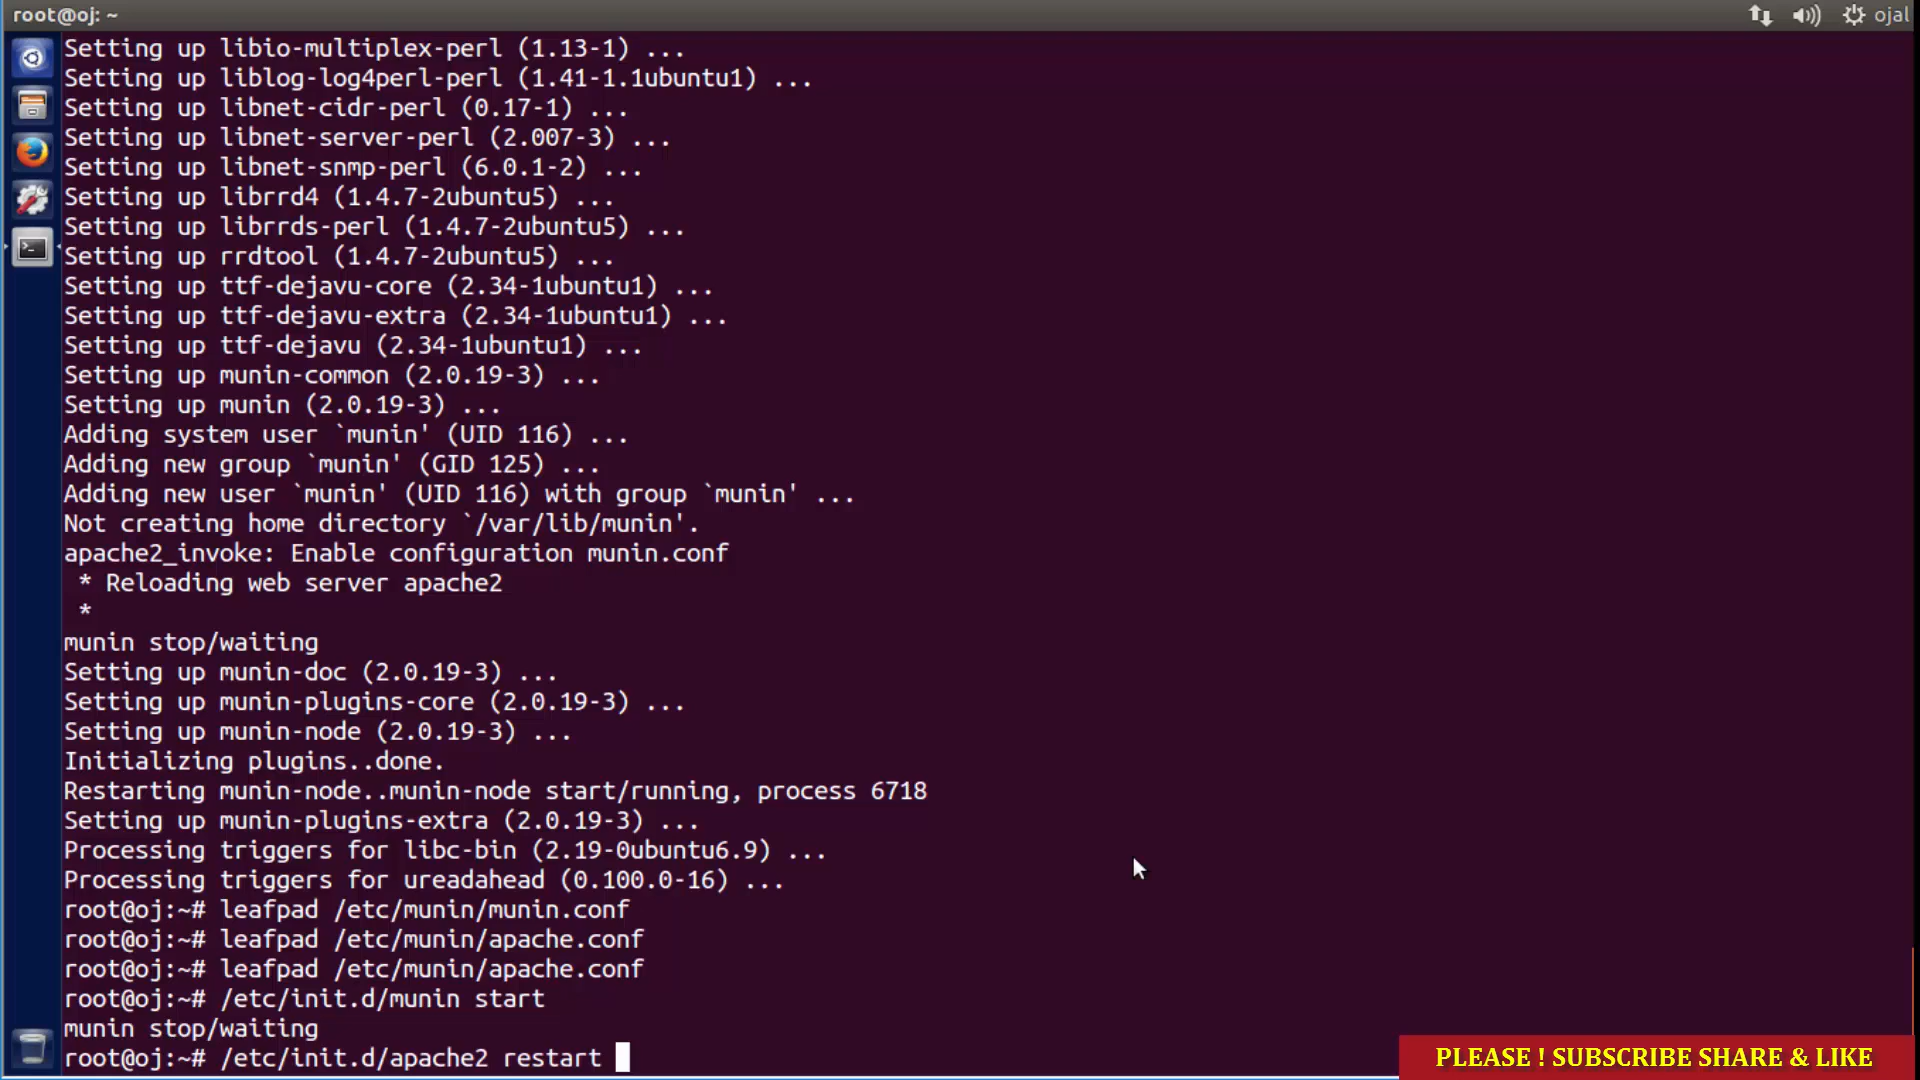 root@oj: ~
ojal
Setting up libio-multiplex-perl (1.13-1) ...
Setting up liblog-log4perl-perl (1.41-1.1ubuntu1) ...
Setting up libnet-cidr-perl (0.17-1) ...
Setting up libnet-server-perl (2.007-3) ...
Setting up libnet-snmp-perl (6.0.1-2) ...
Setting up librrd4 (1.4.7-2ubuntu5) ...
Setting up librrds-perl (1.4.7-2ubuntu5) ...
Setting up rrdtool (1.4.7-2ubuntu5) ...
Setting up ttf-dejavu-core (2.34-1ubuntu1) ...
Setting up ttf-dejavu-extra (2.34-1ubuntu1) ...
Setting up ttf-dejavu (2.34-1ubuntu1) ...
Setting up munin-common (2.0.19-3) ...
Setting up munin (2.0.19-3) ...
Adding system user `munin' (UID 116) ...
Adding new group `munin' (GID 125) ...
Adding new user `munin' (UID 116) with group `munin' ...
Not creating home directory `/var/lib/munin'.
apache2_invoke: Enable configuration munin.conf
 * Reloading web server apache2
 *
munin stop/waiting
Setting up munin-doc (2.0.19-3) ...
Setting up munin-plugins-core (2.0.19-3) ...
Setting up munin-node (2.0.19-3) ...
Initializing plugins..done.
Restarting munin-node..munin-node start/running, process 6718
Setting up munin-plugins-extra (2.0.19-3) ...
Processing triggers for libc-bin (2.19-0ubuntu6.9) ...
Processing triggers for ureadahead (0.100.0-16) ...
root@oj:~# leafpad /etc/munin/munin.conf
root@oj:~# leafpad /etc/munin/apache.conf
root@oj:~# leafpad /etc/munin/apache.conf
root@oj:~# /etc/init.d/munin start
munin stop/waiting
root@oj:~# /etc/init.d/apache2 restart
PLEASE ! SUBSCRIBE SHARE & LIKE